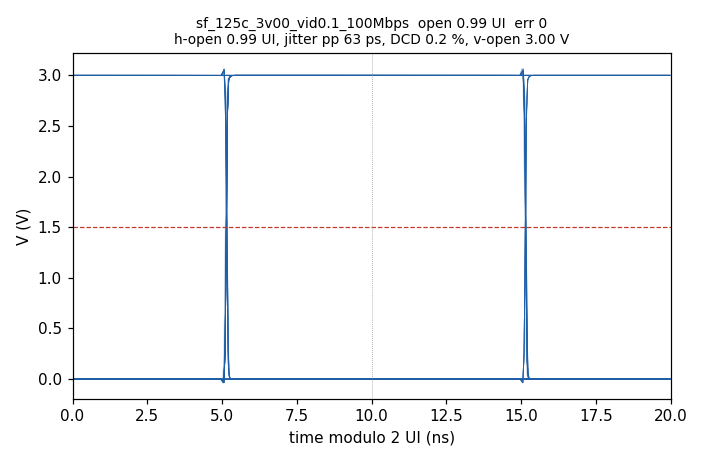 sf_125c_3v00_vid0.1_100Mbps  open 0.99 UI  err 0
h-open 0.99 UI, jitter pp 63 ps, DCD 0.2 %, v-open 3.00 V
V (V)
3.0
2.5
2.0
1.5
1.0
0.5
0.0
0.0 2.5 5.0 7.5 10.0 12.5 15.0 17.5 20.0
time modulo 2 UI (ns)